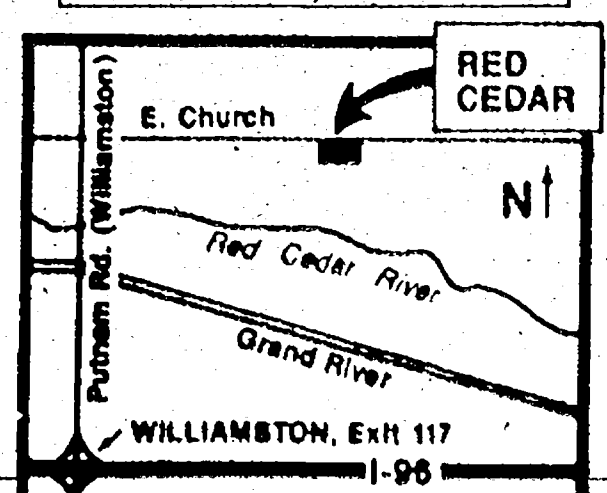 RED
CEDAR
E. Church
Putnam Rd. (Williamston)
N
Red Cedar River
Grand River
WILLIAMSTON, Exit 117
I-96